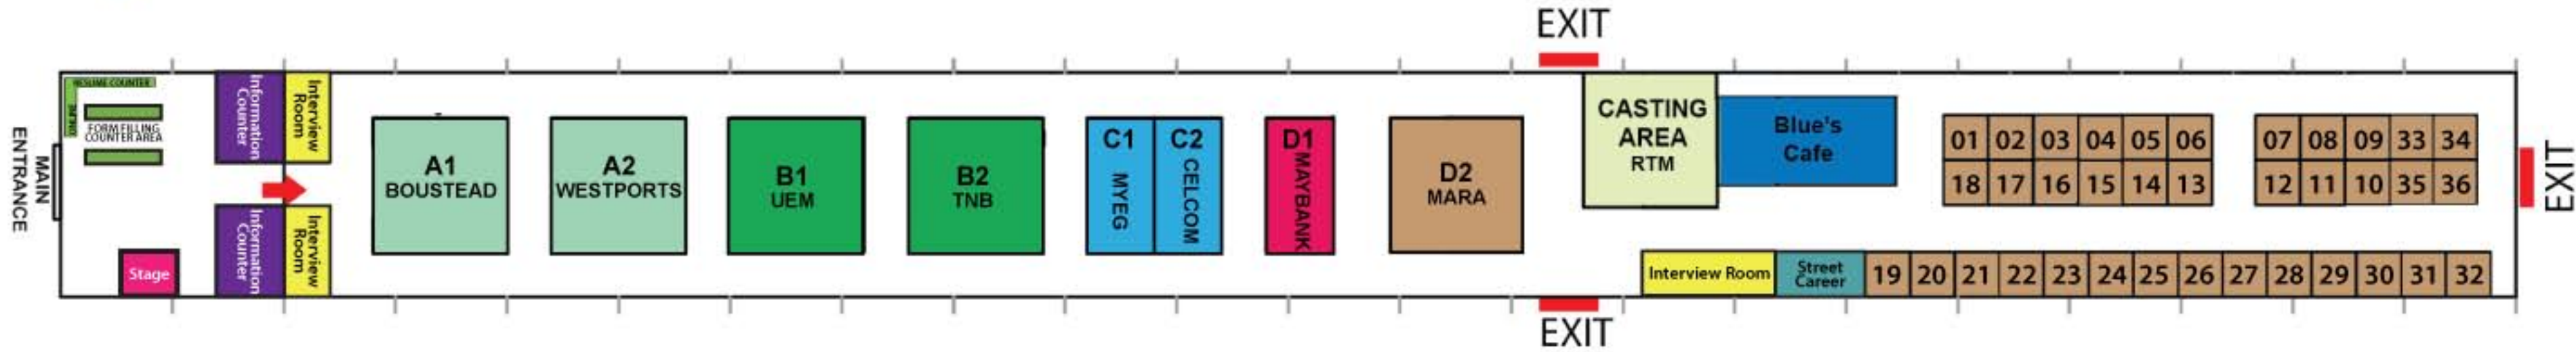 EXIT
RESUME COUNTER
FORM FILLING
COUNTER AREA
MAIN
ENTRANCE
Stage
Information
Counter
Interview
Room
Information
Counter
Interview
Room
A1
BOUSTEAD
A2
WESTPORTS
B1
UEM
B2
TNB
C1
MYEG
C2
CELCOM
D1
MAYBANK
D2
MARA
CASTING
AREA
RTM
Blue's
Cafe
01 02 03 04 05 06
18 17 16 15 14 13
07 08 09 33 34
12 11 10 35 36
EXIT
Interview Room
Street
Career
19 20 21 22 23 24 25 26 27 28 29 30 31 32
EXIT